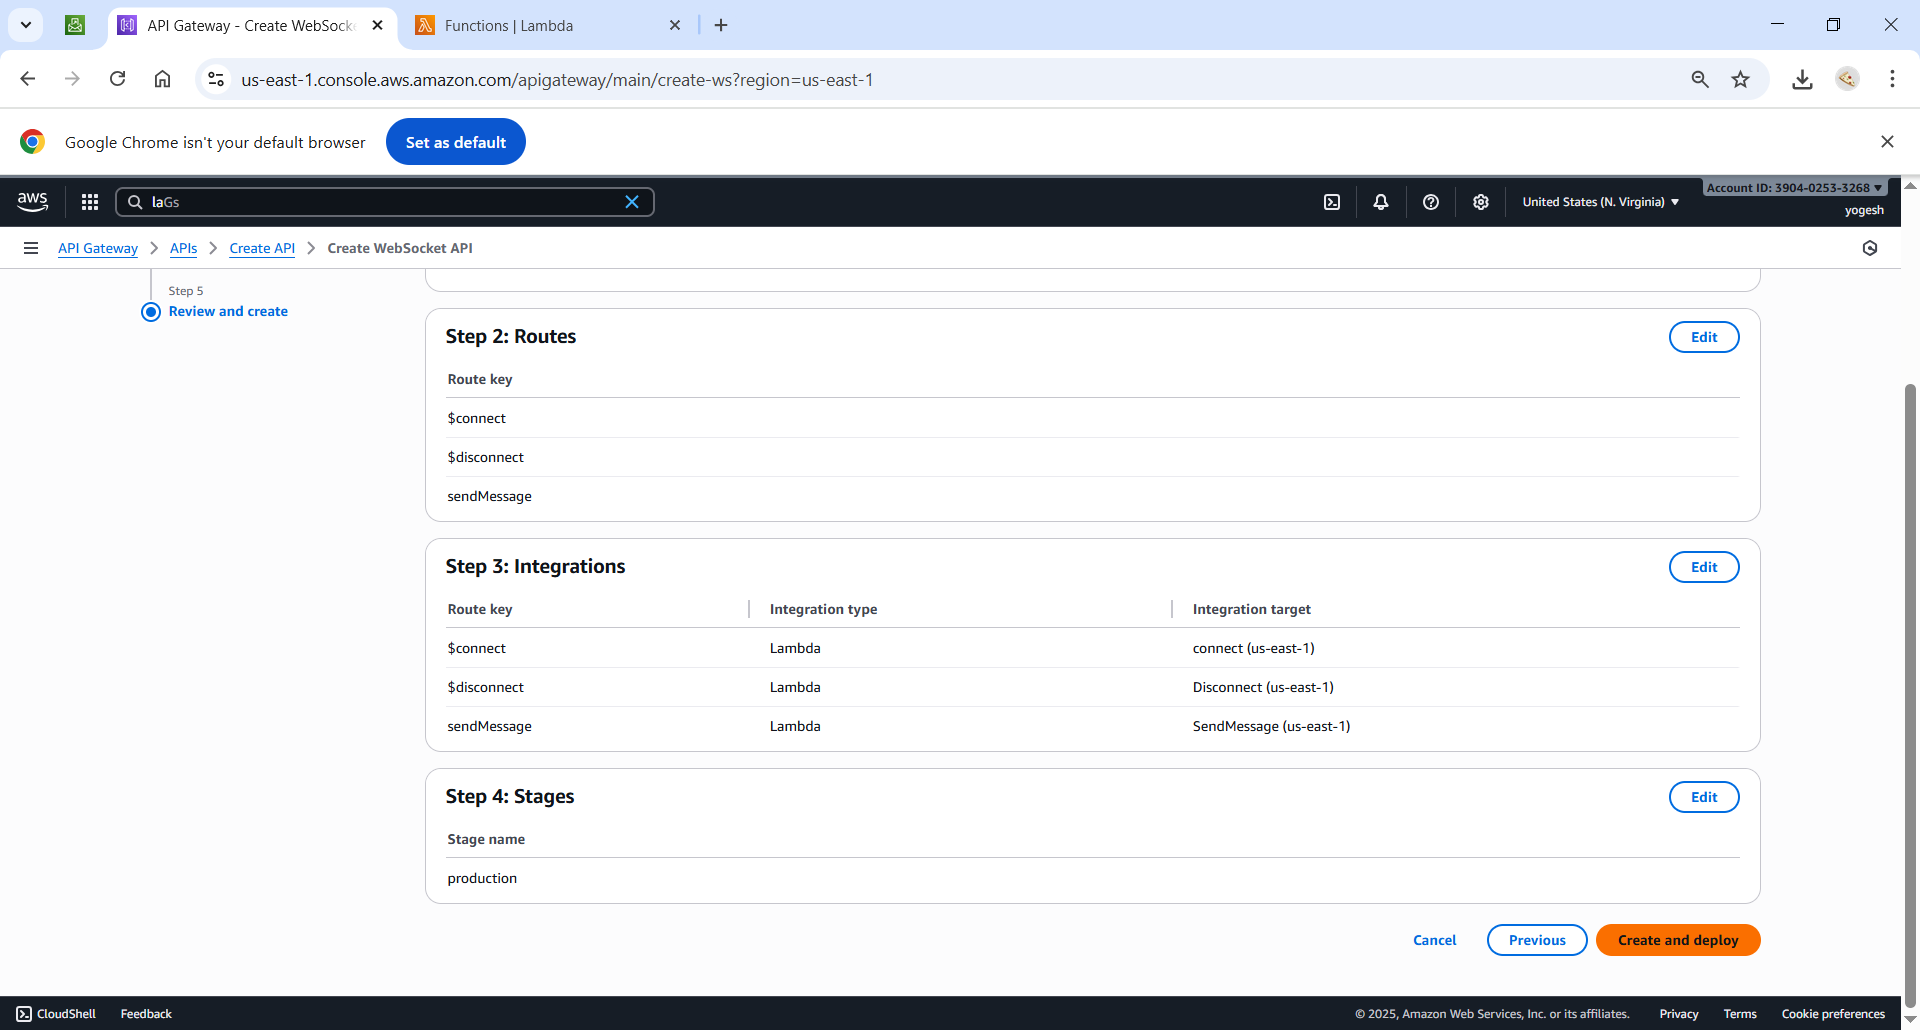 API Gateway - Create WebSocke
Functions | Lambda
us-east-1.console.aws.amazon.com/apigateway/main/create-ws?region=us-east-1
Google Chrome isn't your default browser
Set as default
aws
laGs
United States (N. Virginia)
Account ID: 3904-0253-3268
yogesh
API Gateway
APIs
Create API
Create WebSocket API
Step 5
Review and create
Step 2: Routes
Edit
Route key
$connect
$disconnect
sendMessage
Step 3: Integrations
Edit
Route key Integration type Integration target
$connect Lambda connect (us-east-1)
$disconnect Lambda Disconnect (us-east-1)
sendMessage Lambda SendMessage (us-east-1)
Step 4: Stages
Edit
Stage name
production
Cancel
Previous
Create and deploy
CloudShell
Feedback
© 2025, Amazon Web Services, Inc. or its affiliates.
Privacy
Terms
Cookie preferences